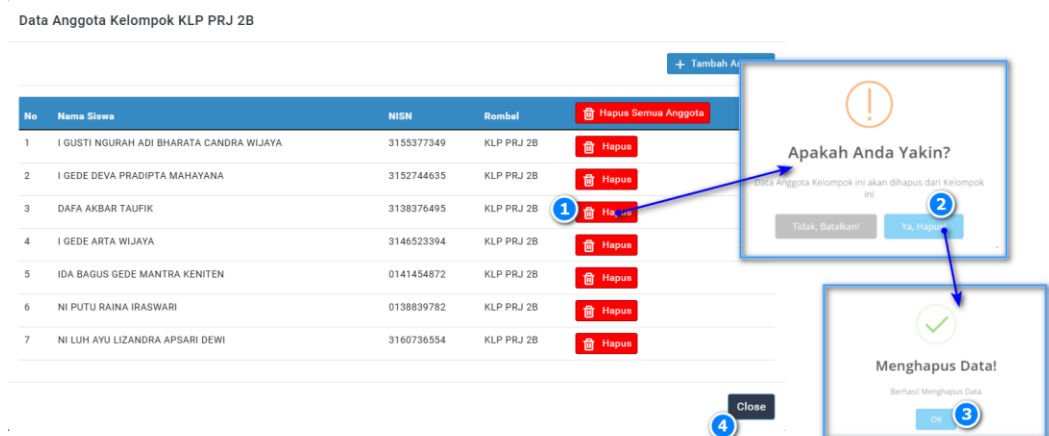 Data Anggota Kelompok KLP PRJ 2B
+ Tambah
No Nama Siswa NISN Rombel Hapus Semua Anggota
1 I GUSTI NGURAH ADI BHARATA CANDRA WIJAYA 3155377349 KLP PRJ 2B Hapus
2 I GEDE DEVA PRADIPTA MAHAYANA 3152744635 KLP PRJ 2B Hapus
3 DAFA AKBAR TAUFIK 3138376495 KLP PRJ 2B 1 Hapus
4 I GEDE ARTA WIJAYA 3146523394 KLP PRJ 2B Hapus
5 IDA BAGUS GEDE MANTRA KENITEN 0141454872 KLP PRJ 2B Hapus
6 NI PUTU RAINA IRASWARI 0138839782 KLP PRJ 2B Hapus
7 NI LUH AYU LIZANDRA APSARI DEWI 3160736554 KLP PRJ 2B Hapus
Close
4
Apakah Anda Yakin?
Data Anggota Kelompok ini akan dihapus dari Kelompok
ini
2
Tidak, Batalkan! Ya, Hapus
Menghapus Data!
Berhasil Menghapus Data
OK 3